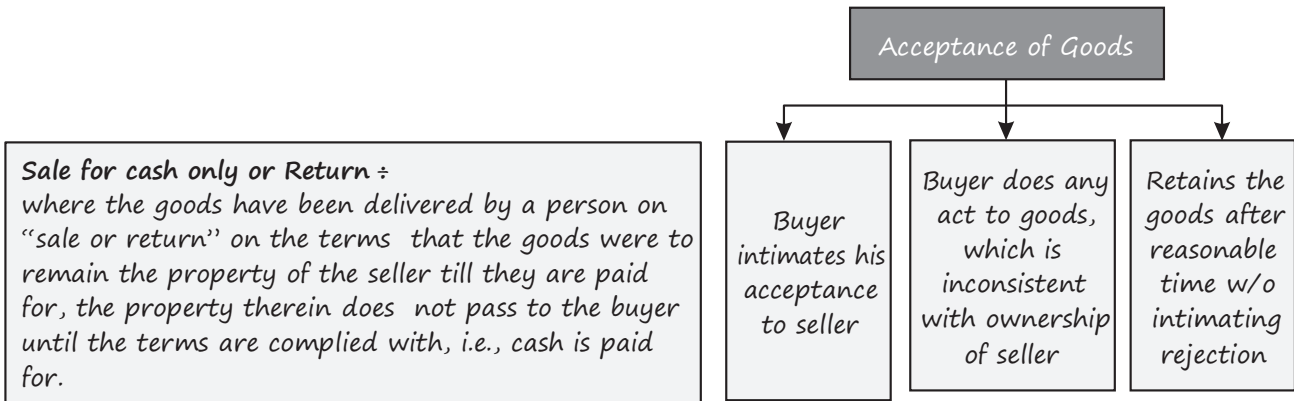 Acceptance of Goods
Sale for cash only or Return ÷
where the goods have been delivered by a person on
“sale or return” on the terms that the goods were to
remain the property of the seller till they are paid
for, the property therein does not pass to the buyer
until the terms are complied with, i.e., cash is paid
for.
Buyer
intimates his
acceptance
to seller
Buyer does any
act to goods,
which is
inconsistent
with ownership
of seller
Retains the
goods after
reasonable
time w/o
intimating
rejection